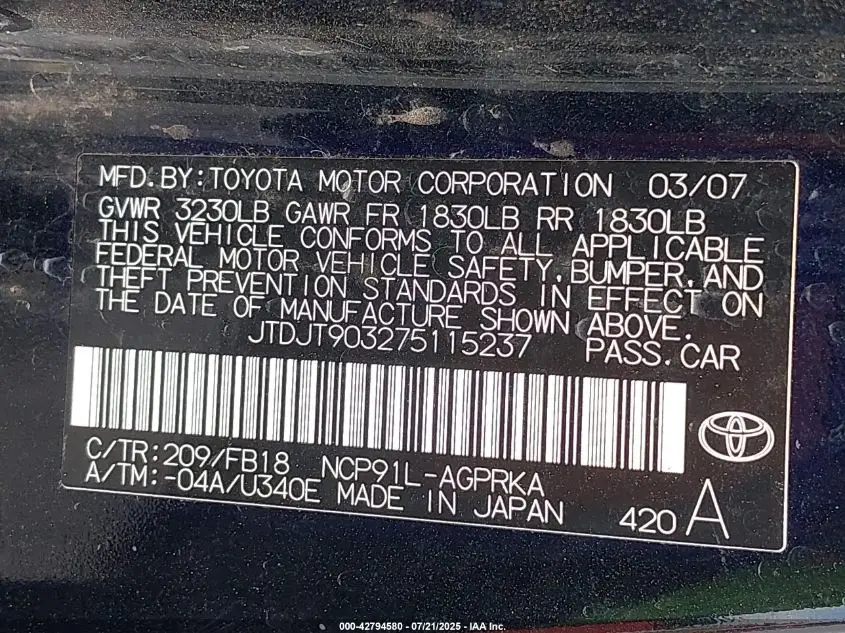 MFD.BY:TOYOTA MOTOR CORPORATION 03/07
GVWR 3230LB GAWR FR 1830LB RR 1830LB
THIS VEHICLE CONFORMS TO ALL APPLICABLE
FEDERAL MOTOR VEHICLE SAFETY,BUMPER,AND
THEFT PREVENTION STANDARDS IN EFFECT ON
THE DATE OF MANUFACTURE SHOWN ABOVE.
JTDJT903275115237 PASS.CAR
C/TR:209/FB18 NCP91L-AGPRKA
A/TM:-04A/U340E MADE IN JAPAN 420 A
000-42794580 - 07/21/2025 - IAA Inc.